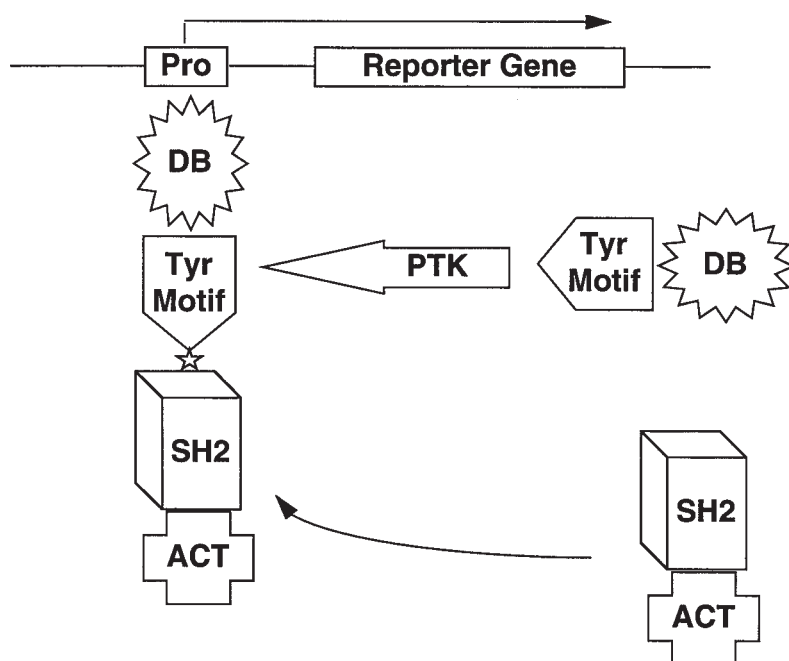 Pro
Reporter Gene
DB
Tyr
Motif
PTK
Tyr
Motif
DB
SH2
ACT
SH2
ACT